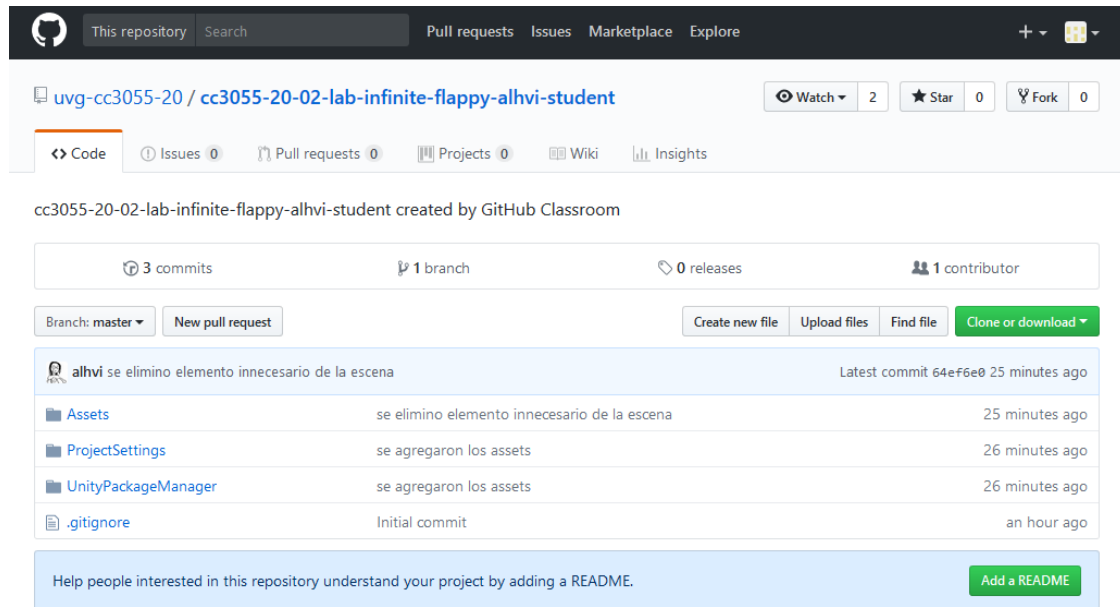 This repository Search Pull requests Issues Marketplace Explore
uvg-cc3055-20 / cc3055-20-02-lab-infinite-flappy-alhvi-student Watch 2 Star 0 Fork 0
Code Issues 0 Pull requests 0 Projects 0 Wiki Insights
cc3055-20-02-lab-infinite-flappy-alhvi-student created by GitHub Classroom
3 commits 1 branch 0 releases 1 contributor
Branch: master New pull request Create new file Upload files Find file Clone or download
alhvi se elimino elemento innecesario de la escena Latest commit 64ef6e0 25 minutes ago
Assets se elimino elemento innecesario de la escena 25 minutes ago
ProjectSettings se agregaron los assets 26 minutes ago
UnityPackageManager se agregaron los assets 26 minutes ago
.gitignore Initial commit an hour ago
Help people interested in this repository understand your project by adding a README. Add a README